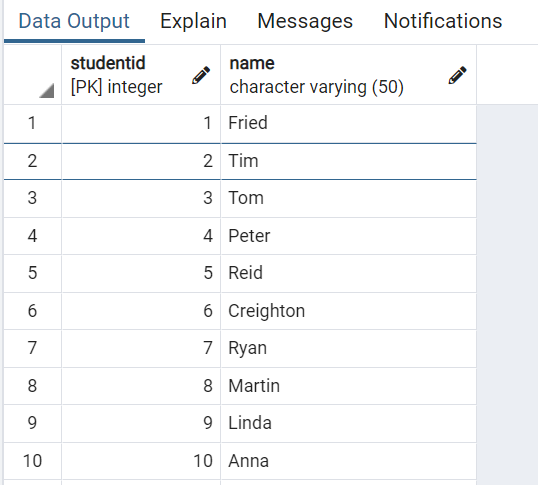 Data Output Explain Messages Notifications
studentid name
[PK] integer character varying (50)
1 1 Fried
2 2 Tim
3 3 Tom
4 4 Peter
5 5 Reid
6 6 Creighton
7 7 Ryan
8 8 Martin
9 9 Linda
10 10 Anna